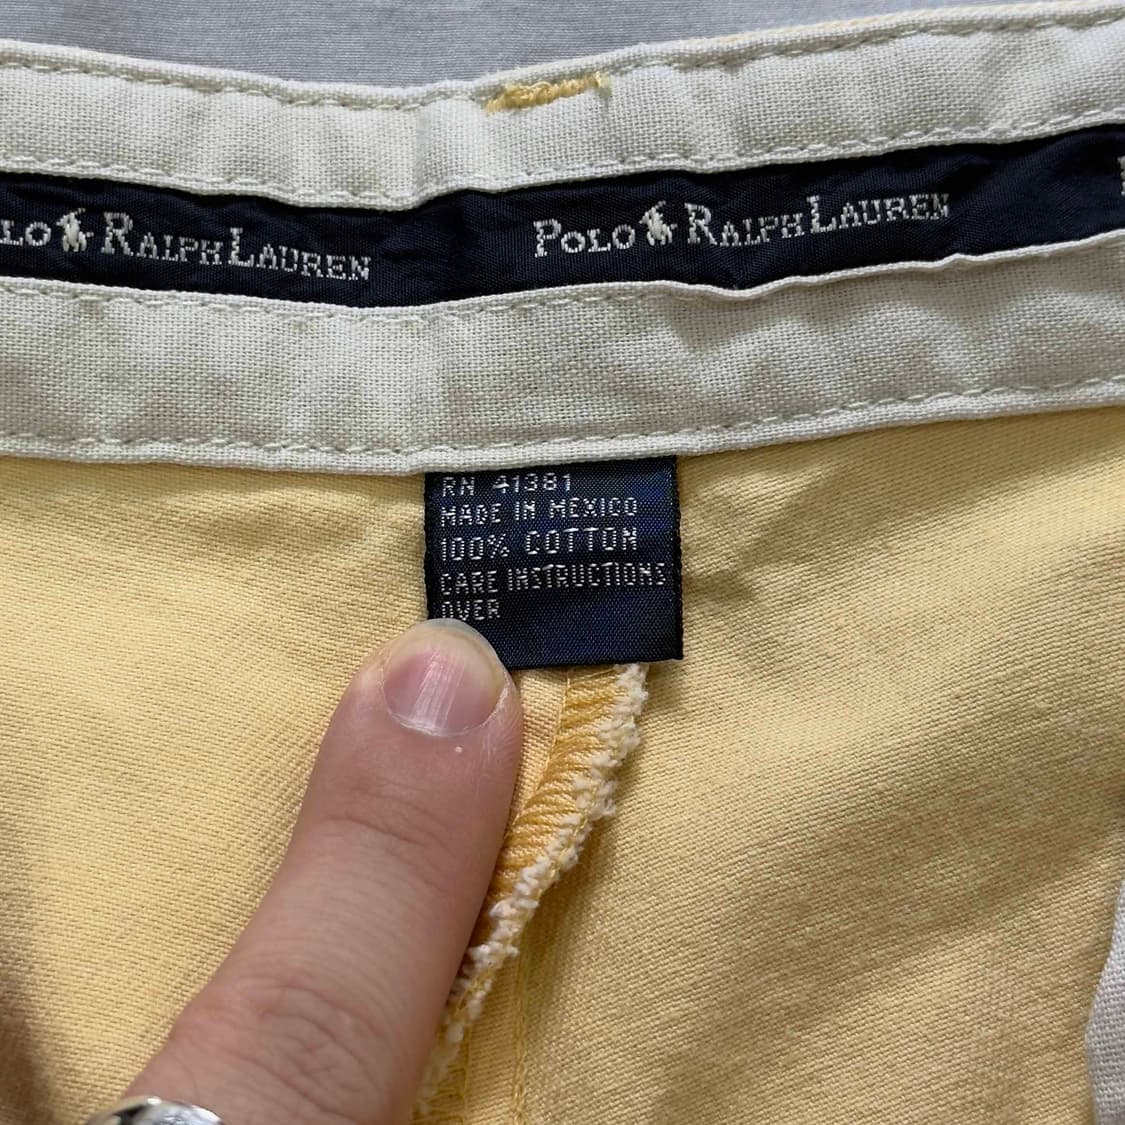 POLO RALPH LAUREN
POLO RALPH LAUREN
RN 41381
MADE IN MEXICO
100% COTTON
CARE INSTRUCTIONS
OVER